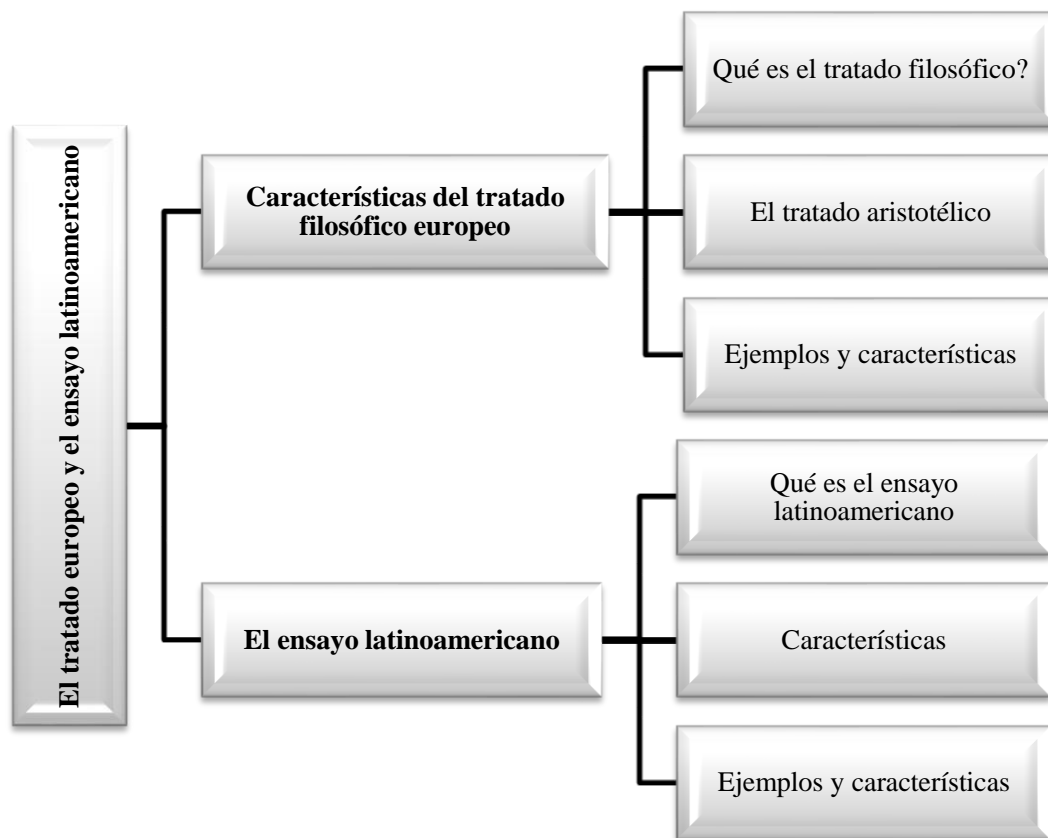 El tratado europeo y el ensayo latinoamericano
Característicás del tratado
filosófico europeo
Qué es el tratado filosófico?
El tratado aristotélico
Ejemplos y características
El ensayo latinoamericano
Qué es el ensayo
latinoamericano
Características
Ejemplos y características